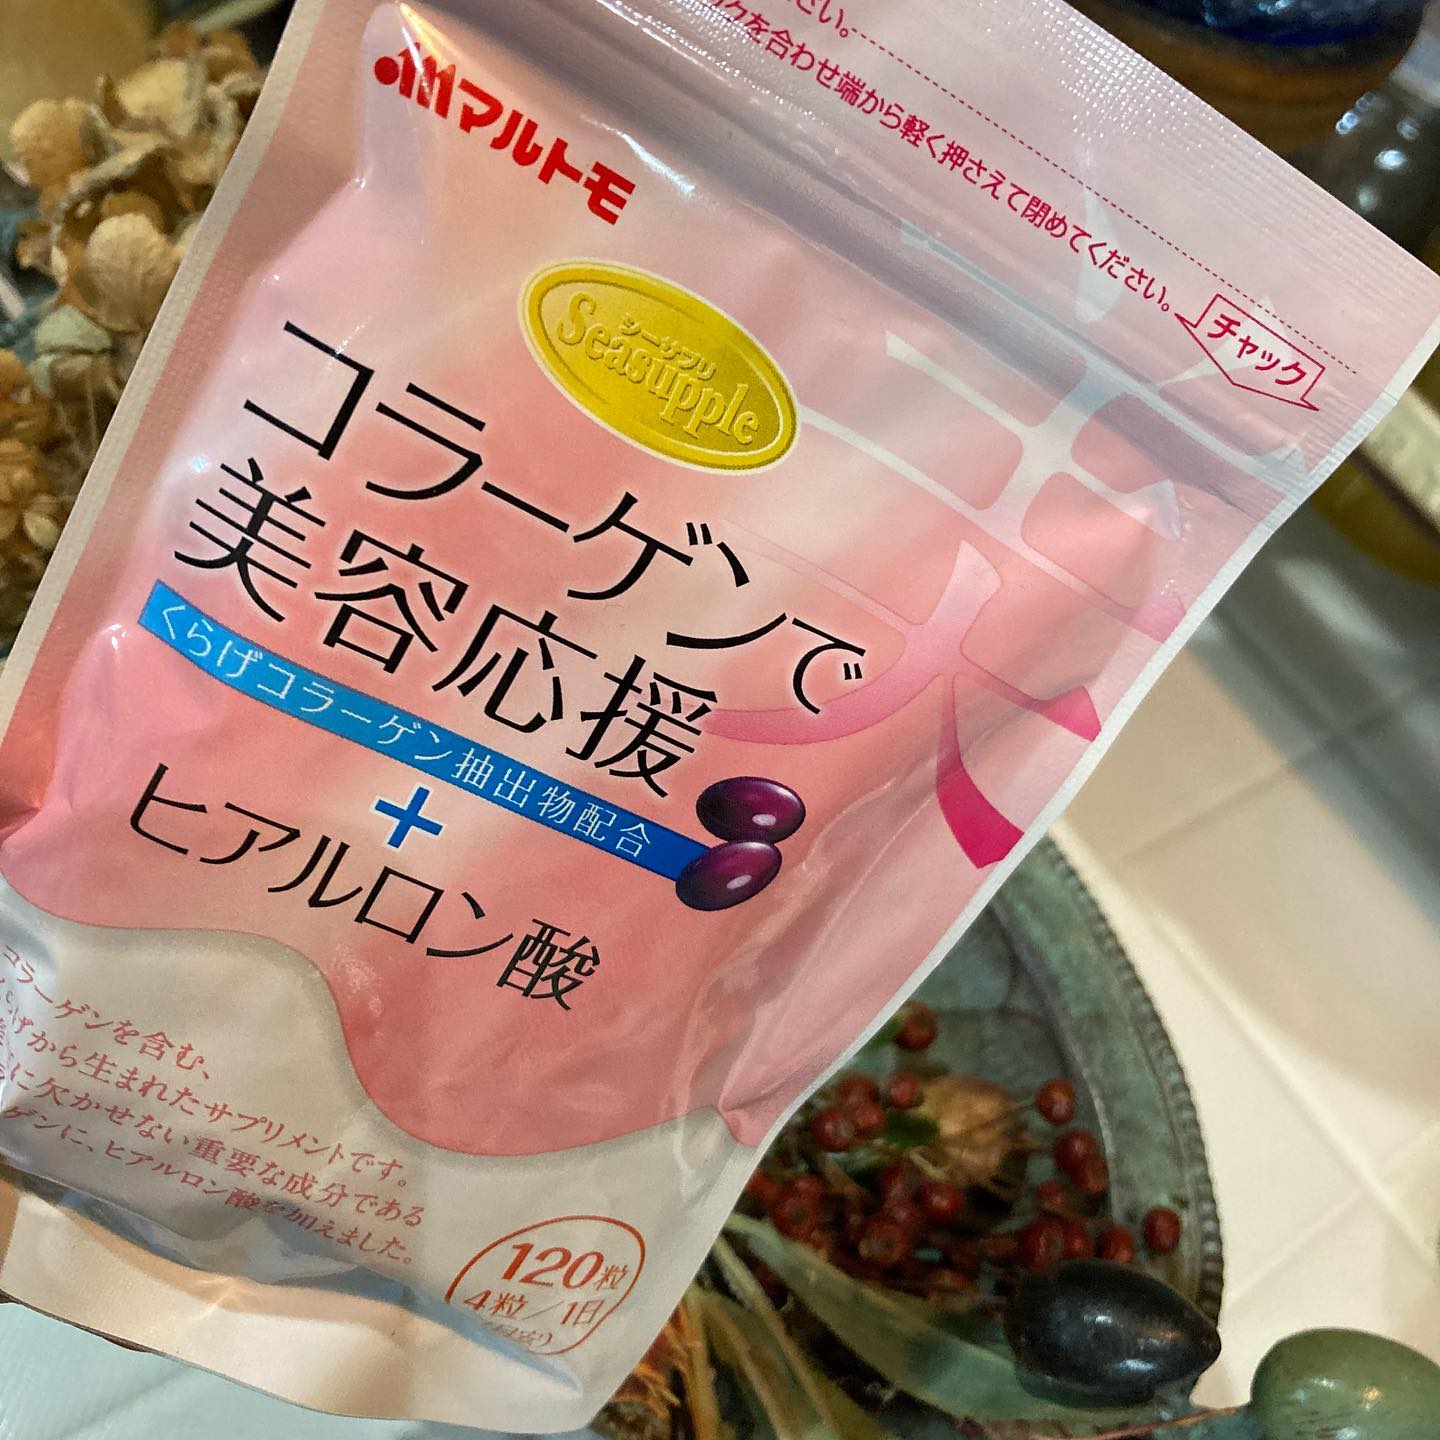 さい。
ックを合わせ端から軽く押さえて閉めてください。
チャック
マルトモ
シーサプリ
Seasupple
コラーゲンで
美容応援
くらげコラーゲン抽出物配合
+
ヒアルロン酸
美
コラーゲンを含む、
くらげから生まれたサプリメントです。
に欠かせない重要な成分である
ゲンに、ヒアルロン酸を加えました。
120粒
4粒/1日